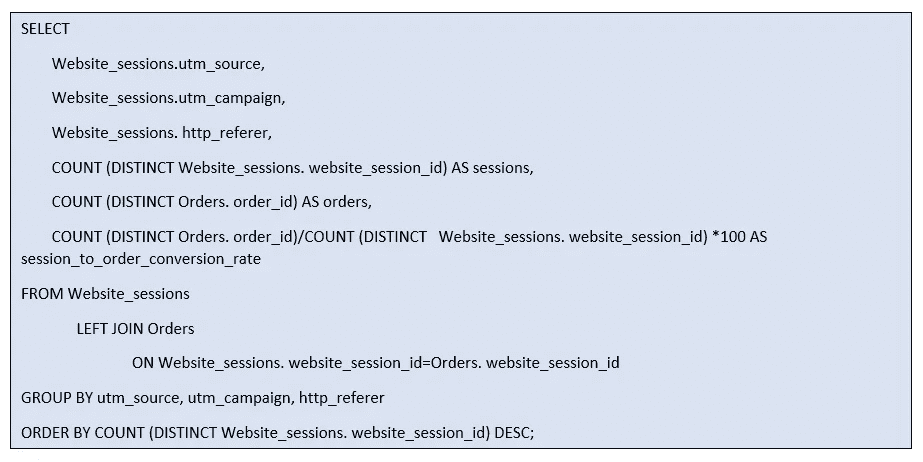 SELECT
Website_sessions.utm_source,
Website_sessions.utm_campaign,
Website_sessions. http_referer,
COUNT (DISTINCT Website_sessions. website_session_id) AS sessions,
COUNT (DISTINCT Orders. order_id) AS orders,
COUNT (DISTINCT Orders. order_id)/COUNT (DISTINCT   Website_sessions. website_session_id) *100 AS
session_to_order_conversion_rate
FROM Website_sessions
LEFT JOIN Orders
ON Website_sessions. website_session_id=Orders. website_session_id
GROUP BY utm_source, utm_campaign, http_referer
ORDER BY COUNT (DISTINCT Website_sessions. website_session_id) DESC;